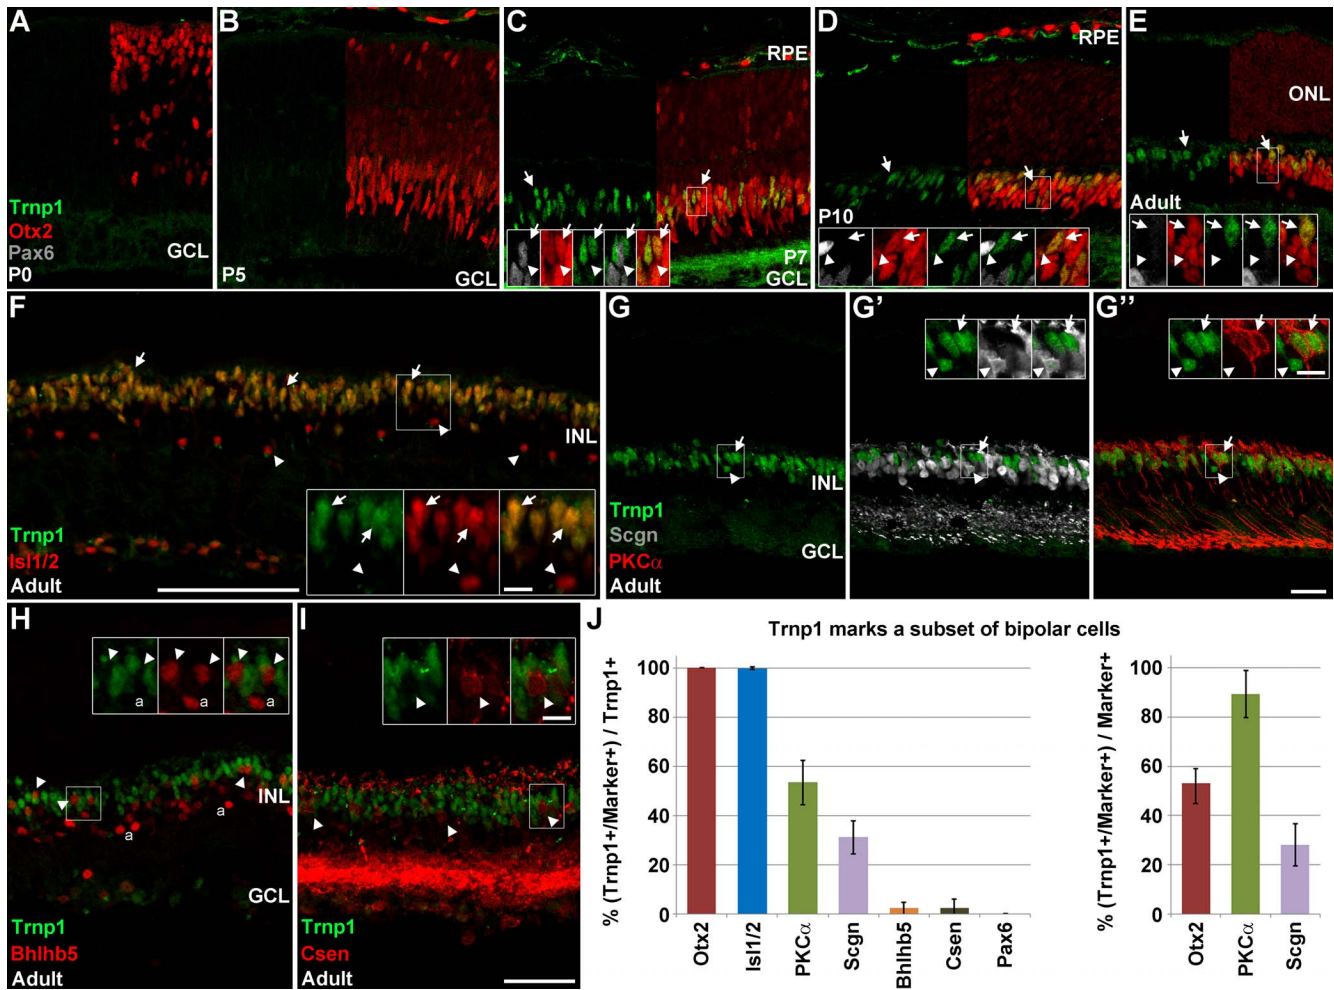 A
Trnp1
Otx2
Pax6
P0
GCL
B
P5
GCL
C
RPE
P7
GCL
D
RPE
P10
E
ONL
Adult
F
INL
Trnp1
Isl1/2
Adult
G
INL
Trnp1
Scgn
GCL
PKCα
Adult
G'
G''
H
a
a
a
INL
a
a
GCL
Trnp1
Bhlhb5
Adult
I
Trnp1
Csen
Adult
J
Trnp1 marks a subset of bipolar cells
% (Trnp1+/Marker+) / Trnp1+
100
80
60
40
20
0
Otx2
Isl1/2
PKCα
Scgn
Bhlhb5
Csen
Pax6
% (Trnp1+/Marker+) / Marker+
100
80
60
40
20
0
Otx2
PKCα
Scgn